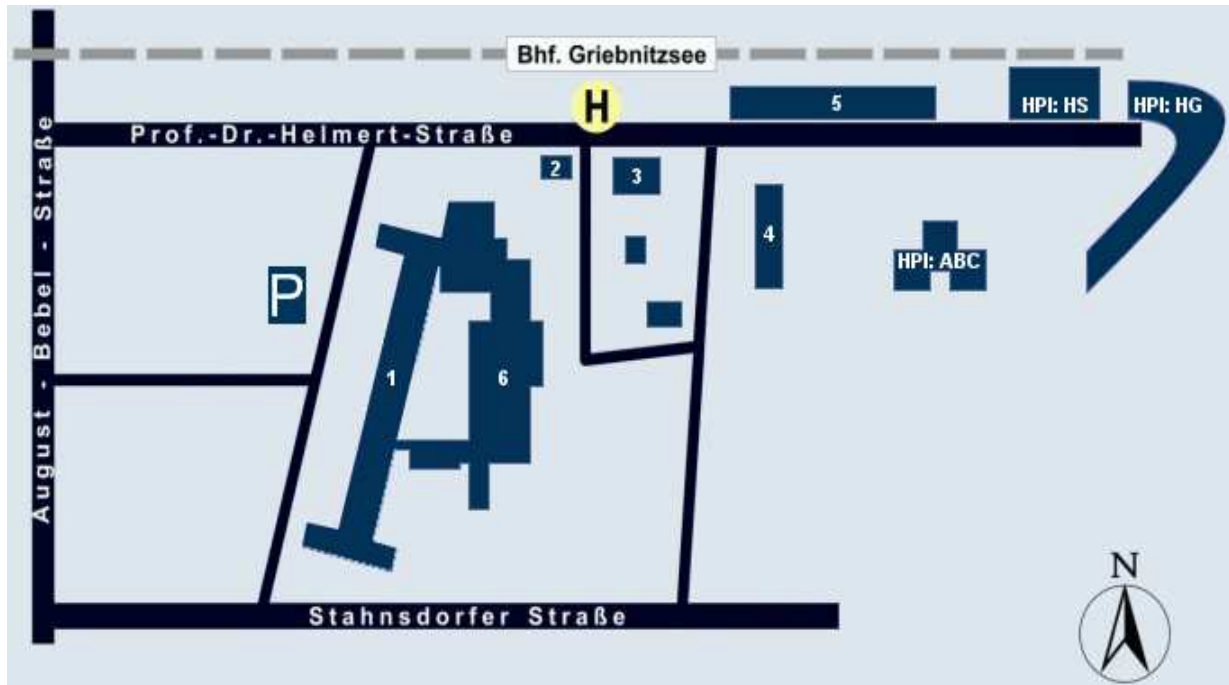 Bhf. Griebnitzsee
H
5
HPI: HS
HPI: HG
Prof.-Dr.-Helmert-Straße
2
3
4
HPI: ABC
P
August - Bebel - Straße
1
6
N
Stahnsdorfer Straße